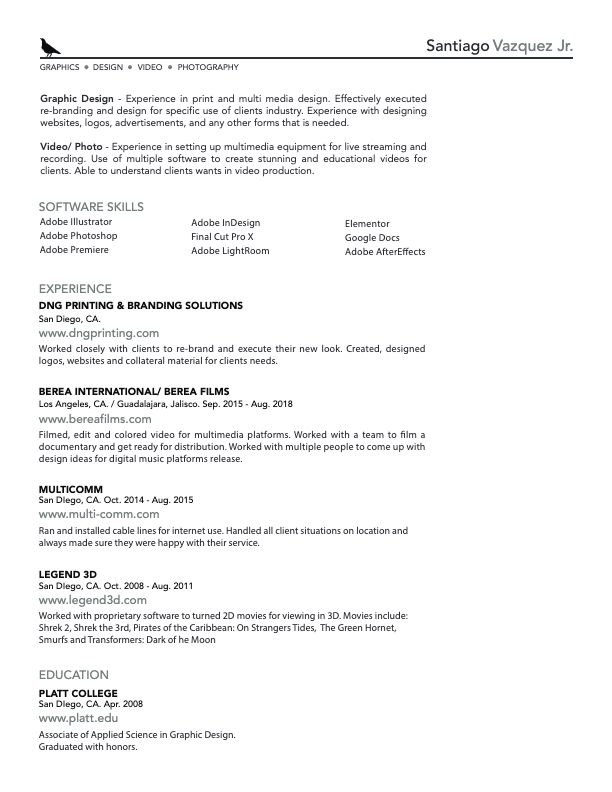 Santiago Vazquez Jr.
GRAPHICS • DESIGN • VIDEO • PHOTOGRAPHY
Graphic Design - Experience in print and multi media design. Effectively executed
re-branding and design for specific use of clients industry. Experience with designing
websites, logos, advertisements, and any other forms that is needed.
Video/ Photo - Experience in setting up multimedia equipment for live streaming and
recording. Use of multiple software to create stunning and educational videos for
clients. Able to understand clients wants in video production.
SOFTWARE SKILLS
Adobe Illustrator
Adobe Photoshop
Adobe Premiere
Adobe InDesign
Final Cut Pro X
Adobe LightRoom
Elementor
Google Docs
Adobe AfterEffects
EXPERIENCE
DNG PRINTING & BRANDING SOLUTIONS
San Diego, CA.
www.dngprinting.com
Worked closely with clients to re-brand and execute their new look. Created, designed
logos, websites and collateral material for clients needs.
BEREA INTERNATIONAL/ BEREA FILMS
Los Angeles, CA. / Guadalajara, Jalisco. Sep. 2015 - Aug. 2018
www.bereafilms.com
Filmed, edit and colored video for multimedia platforms. Worked with a team to film a
documentary and get ready for distribution. Worked with multiple people to come up with
design ideas for digital music platforms release.
MULTICOMM
San Diego, CA. Oct. 2014 - Aug. 2015
www.multi-comm.com
Ran and installed cable lines for internet use. Handled all client situations on location and
always made sure they were happy with their service.
LEGEND 3D
San Diego, CA. Oct. 2008 - Aug. 2011
www.legend3d.com
Worked with proprietary software to turned 2D movies for viewing in 3D. Movies include:
Shrek 2, Shrek the 3rd, Pirates of the Caribbean: On Strangers Tides, The Green Hornet,
Smurfs and Transformers: Dark of he Moon
EDUCATION
PLATT COLLEGE
San Diego, CA. Apr. 2008
www.platt.edu
Associate of Applied Science in Graphic Design.
Graduated with honors.